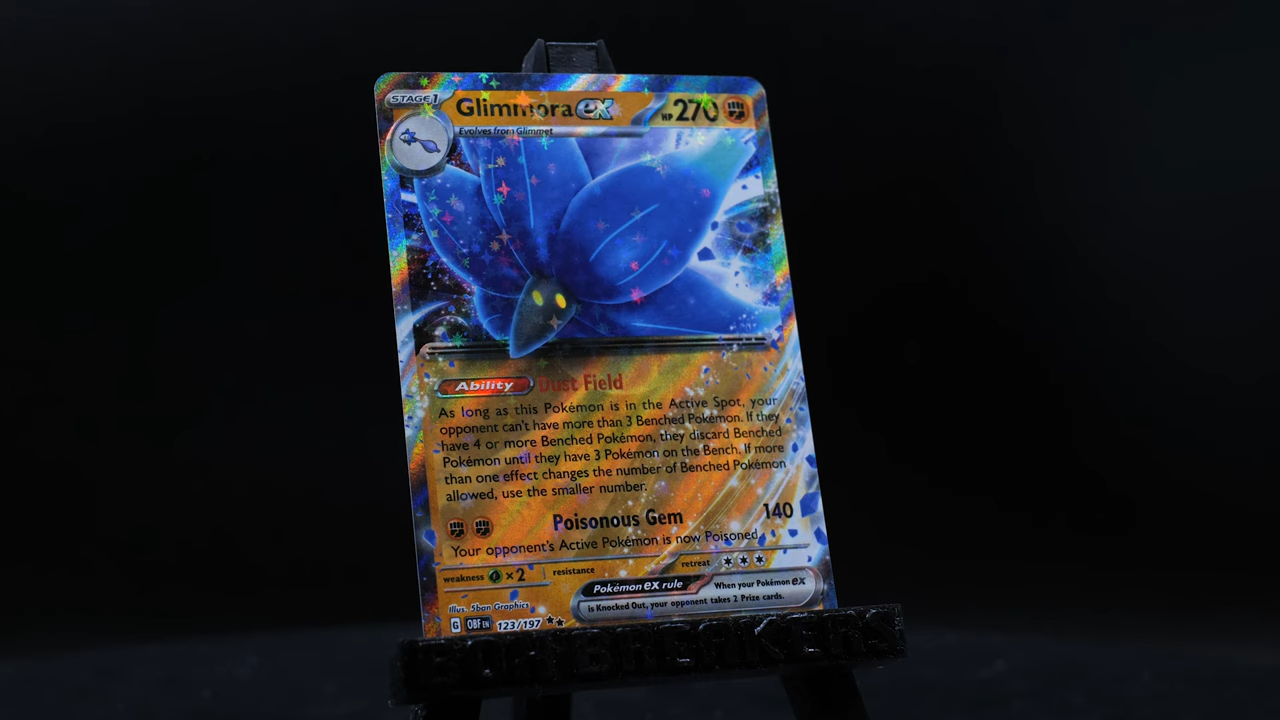 STAGE 1 Glimmora ex HP 270
Evolves from Glimmet
Ability Dust Field
As long as this Pokémon is in the Active Spot, your
opponent can't have more than 3 Benched Pokémon. If they
have 4 or more Benched Pokémon, they discard Benched
Pokémon until they have 3 Pokémon on the Bench. If more
than one effect changes the number of Benched Pokémon
allowed, use the smaller number.
Poisonous Gem 140
Your opponent's Active Pokémon is now Poisoned.
weakness ×2 resistance retreat
Pokémon ex rule When your Pokémon ex
is Knocked Out, your opponent takes 2 Prize cards.
Illus. 5ban Graphics
G OBF EN 123/197